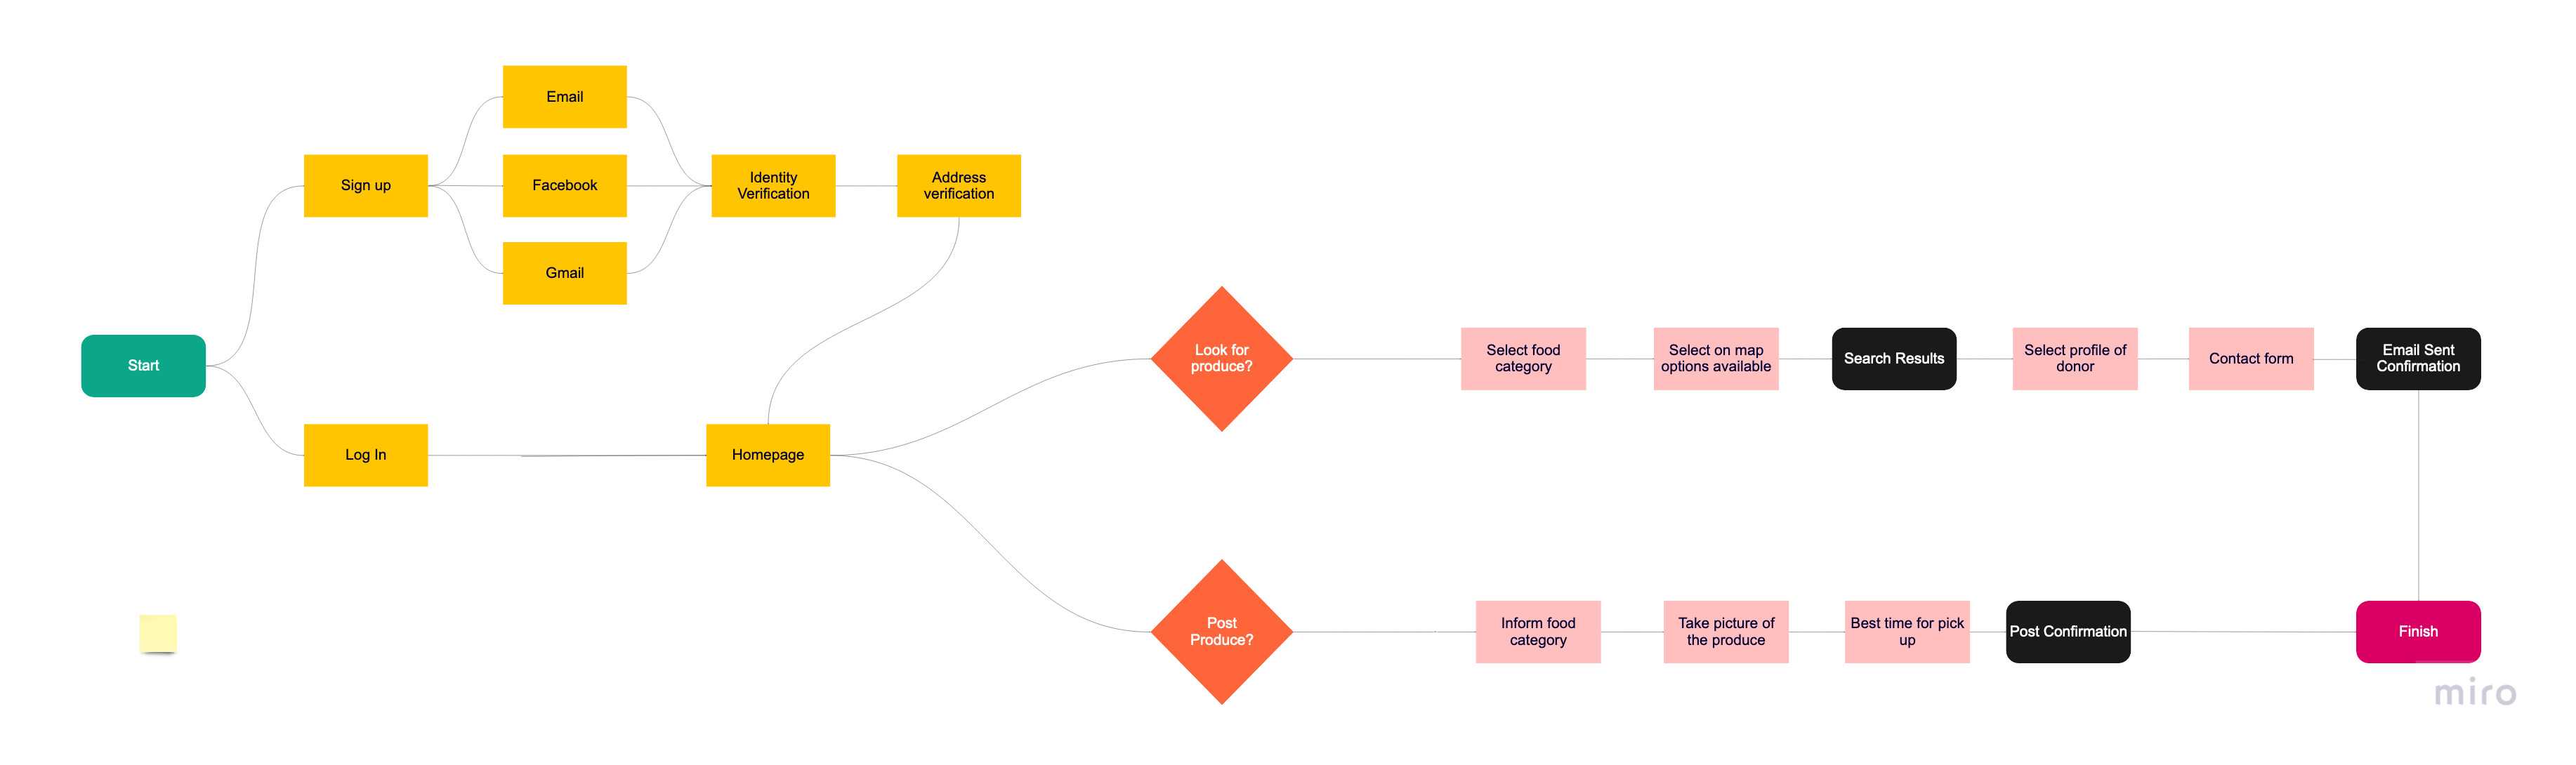 Email
Sign up
Facebook
Identity
Verification
Address
verification
Gmail
Start
Log In
Homepage
Look for
produce?
Select food
category
Select on map
options available
Search Results
Select profile of
donor
Contact form
Email Sent
Confirmation
Post
Produce?
Inform food
category
Take picture of
the produce
Best time for pick
up
Post Confirmation
Finish
miro